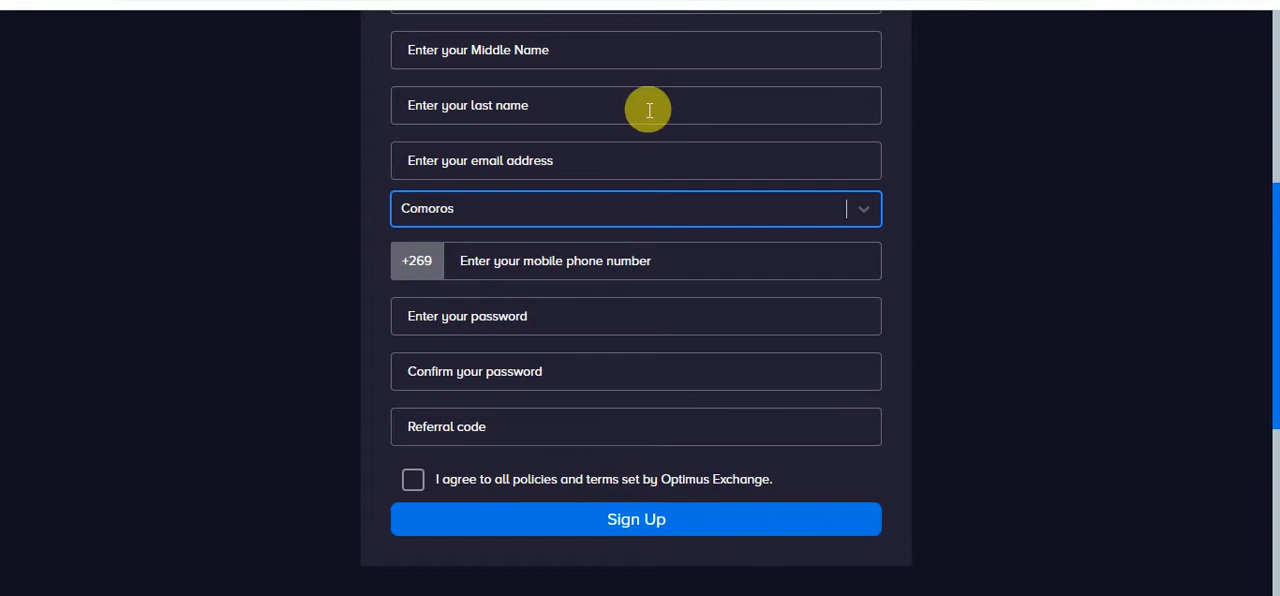 Enter your Middle Name
Enter your last name
Enter your email address
Comoros
+269 Enter your mobile phone number
Enter your password
Confirm your password
Referral code
I agree to all policies and terms set by Optimus Exchange.
Sign Up